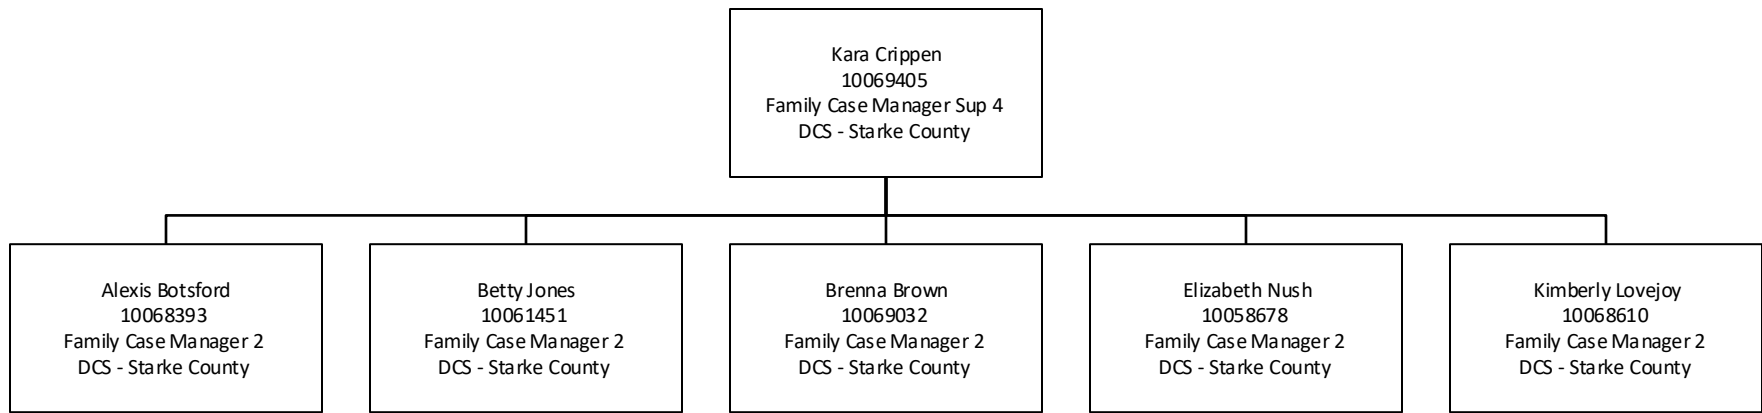 Kara Crippen
10069405
Family Case Manager Sup 4
DCS - Starke County
Alexis Botsford
10068393
Family Case Manager 2
DCS - Starke County
Betty Jones
10061451
Family Case Manager 2
DCS - Starke County
Brenna Brown
10069032
Family Case Manager 2
DCS - Starke County
Elizabeth Nush
10058678
Family Case Manager 2
DCS - Starke County
Kimberly Lovejoy
10068610
Family Case Manager 2
DCS - Starke County